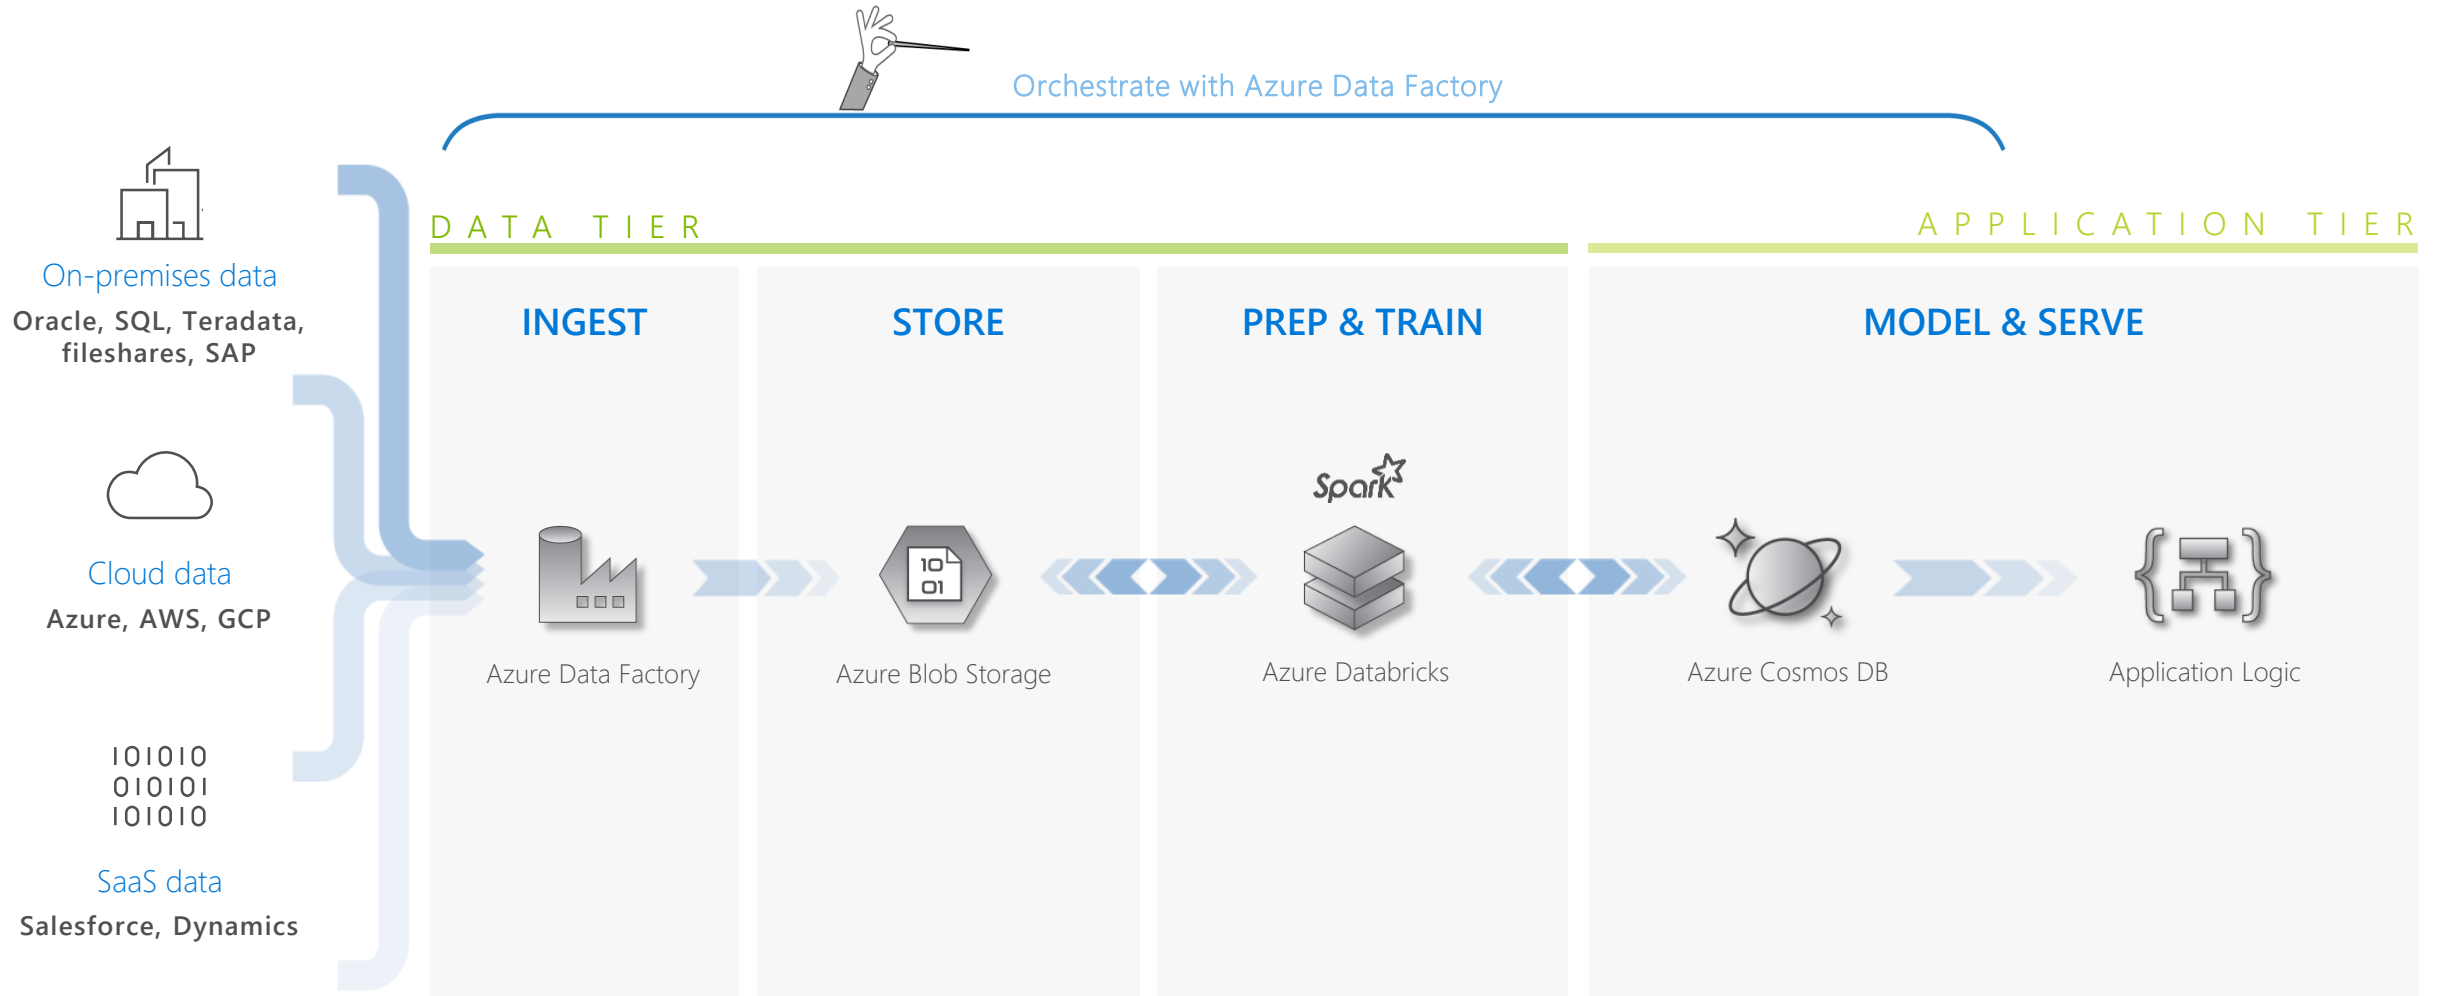 Orchestrate with Azure Data Factory
DATA TIER
APPLICATION TIER
On-premises data
Oracle, SQL, Teradata,
fileshares, SAP
Cloud data
Azure, AWS, GCP
101010
010101
101010
SaaS data
Salesforce, Dynamics
INGEST
Azure Data Factory
STORE
10
01
Azure Blob Storage
PREP & TRAIN
Spark
Azure Databricks
MODEL & SERVE
Azure Cosmos DB
Application Logic